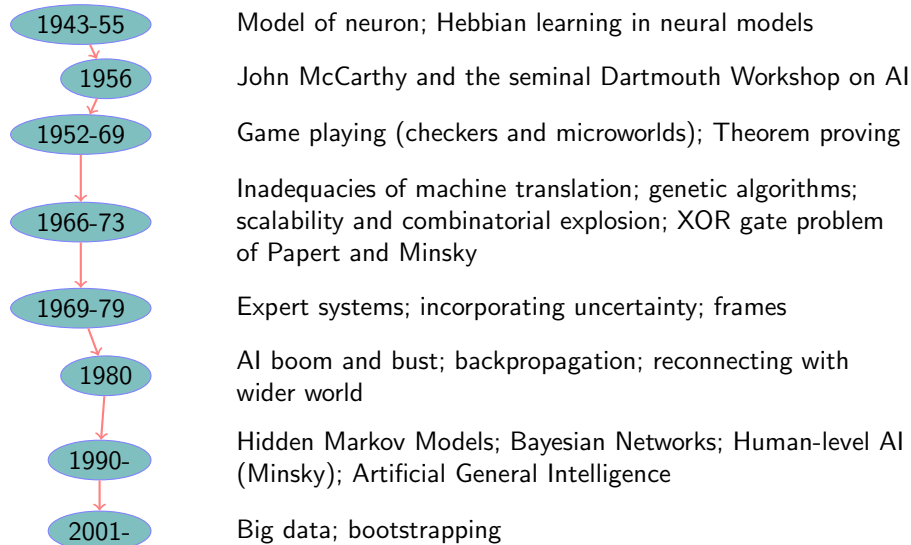 1943-55 Model of neuron; Hebbian learning in neural models
1956 John McCarthy and the seminal Dartmouth Workshop on AI
1952-69 Game playing (checkers and microworlds); Theorem proving
Inadequacies of machine translation; genetic algorithms;
1966-73 scalability and combinatorial explosion; XOR gate problem
of Papert and Minsky
1969-79 Expert systems; incorporating uncertainty; frames
1980 AI boom and bust; backpropagation; reconnecting with
wider world
1990- Hidden Markov Models; Bayesian Networks; Human-level AI
(Minsky); Artificial General Intelligence
2001- Big data; bootstrapping